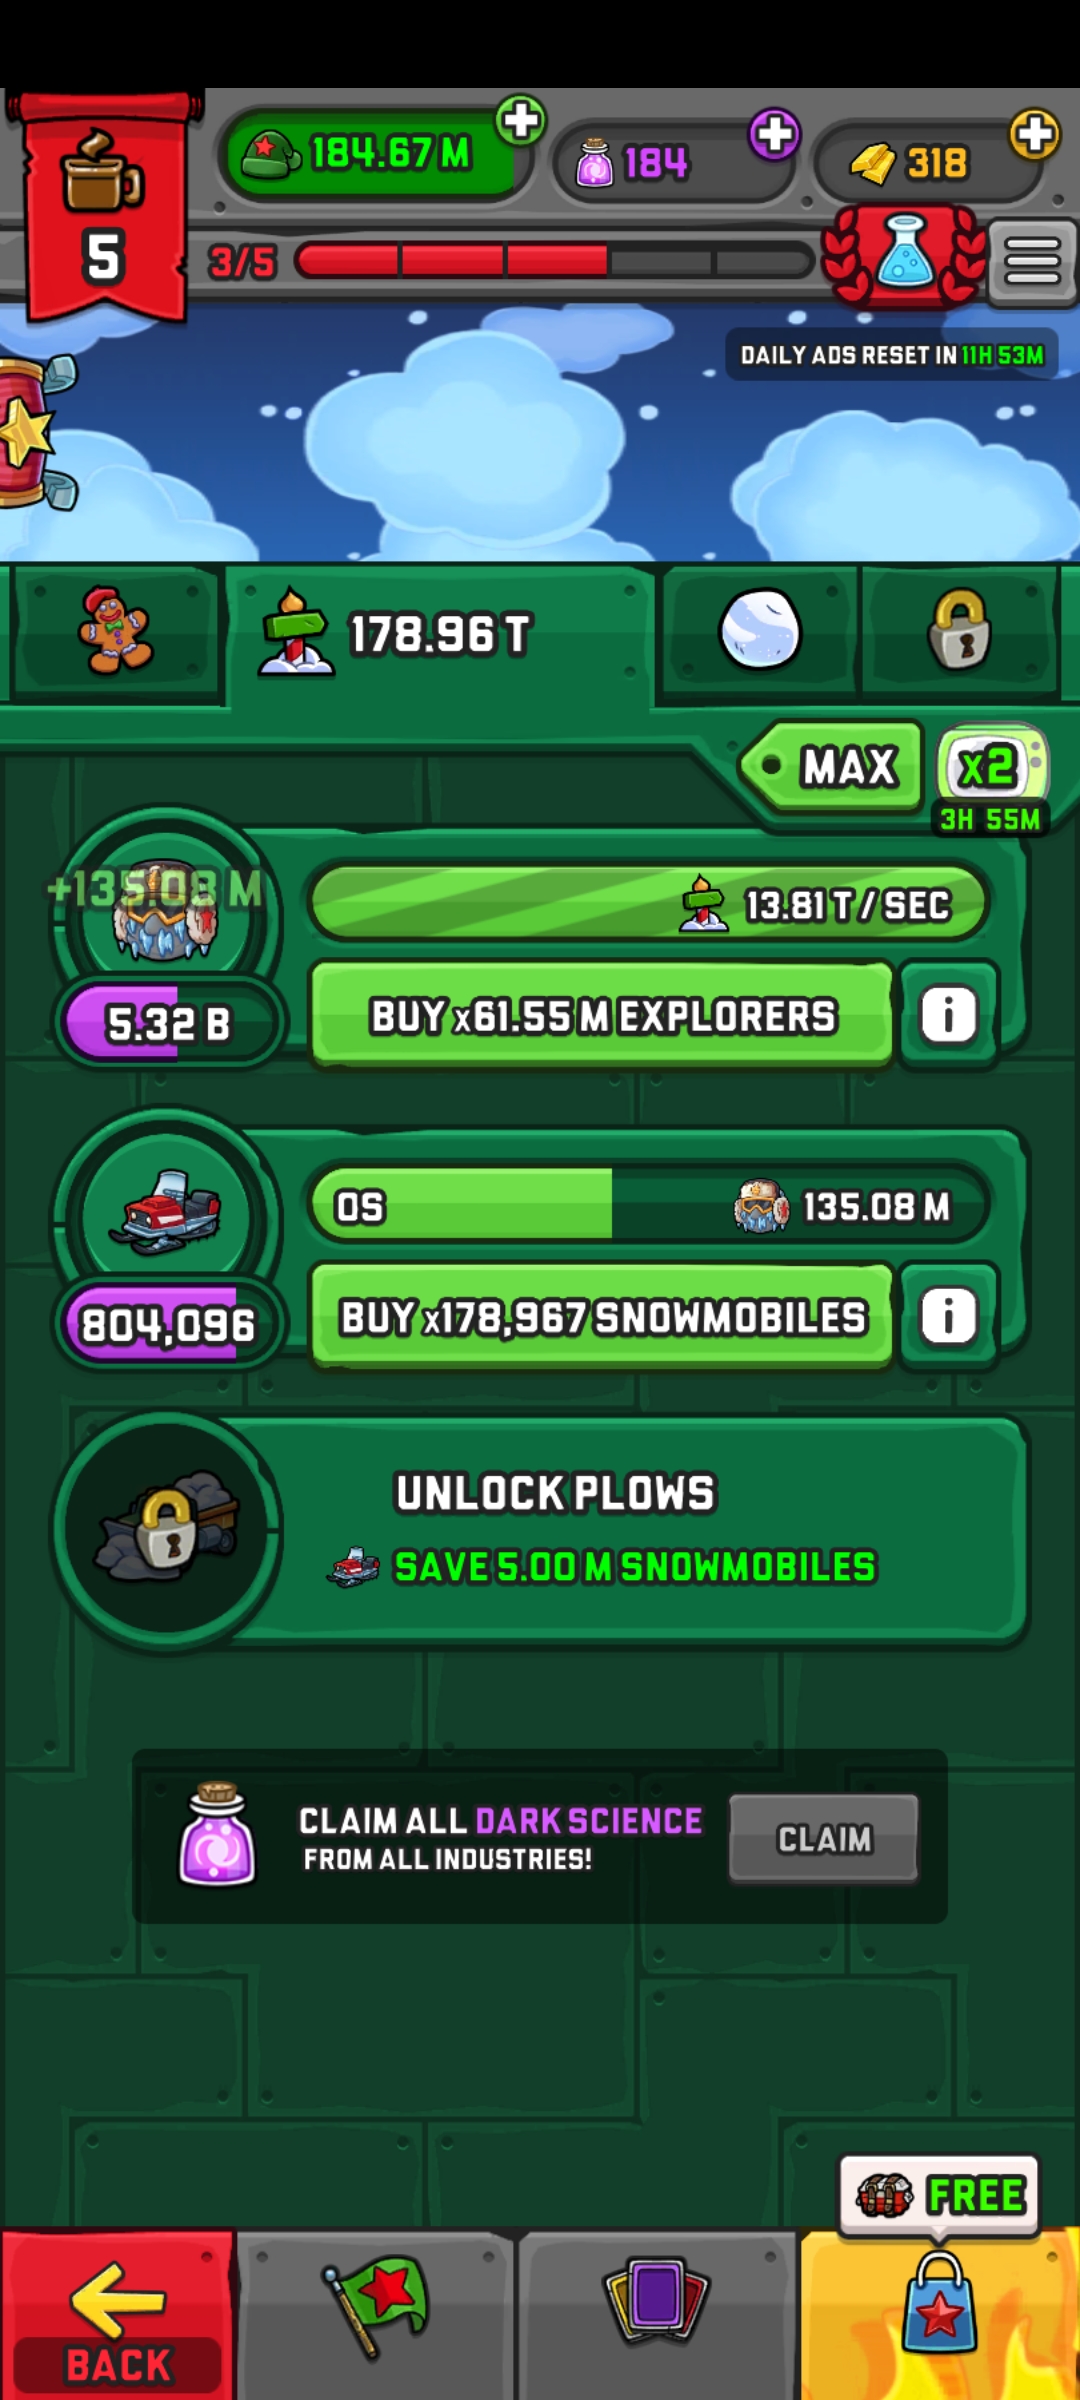 184.67 M
184
318
5
3/5
DAILY ADS RESET IN 11H 53M
178.96 T
MAX
x2
3H 55M
+135.08 M
13.81 T / SEC
5.32 B
BUY x61.55 M EXPLORERS
i
0S
135.08 M
804,096
BUY x178,967 SNOWMOBILES
i
UNLOCK PLOWS
SAVE 5.00 M SNOWMOBILES
CLAIM ALL DARK SCIENCE
FROM ALL INDUSTRIES!
CLAIM
FREE
BACK